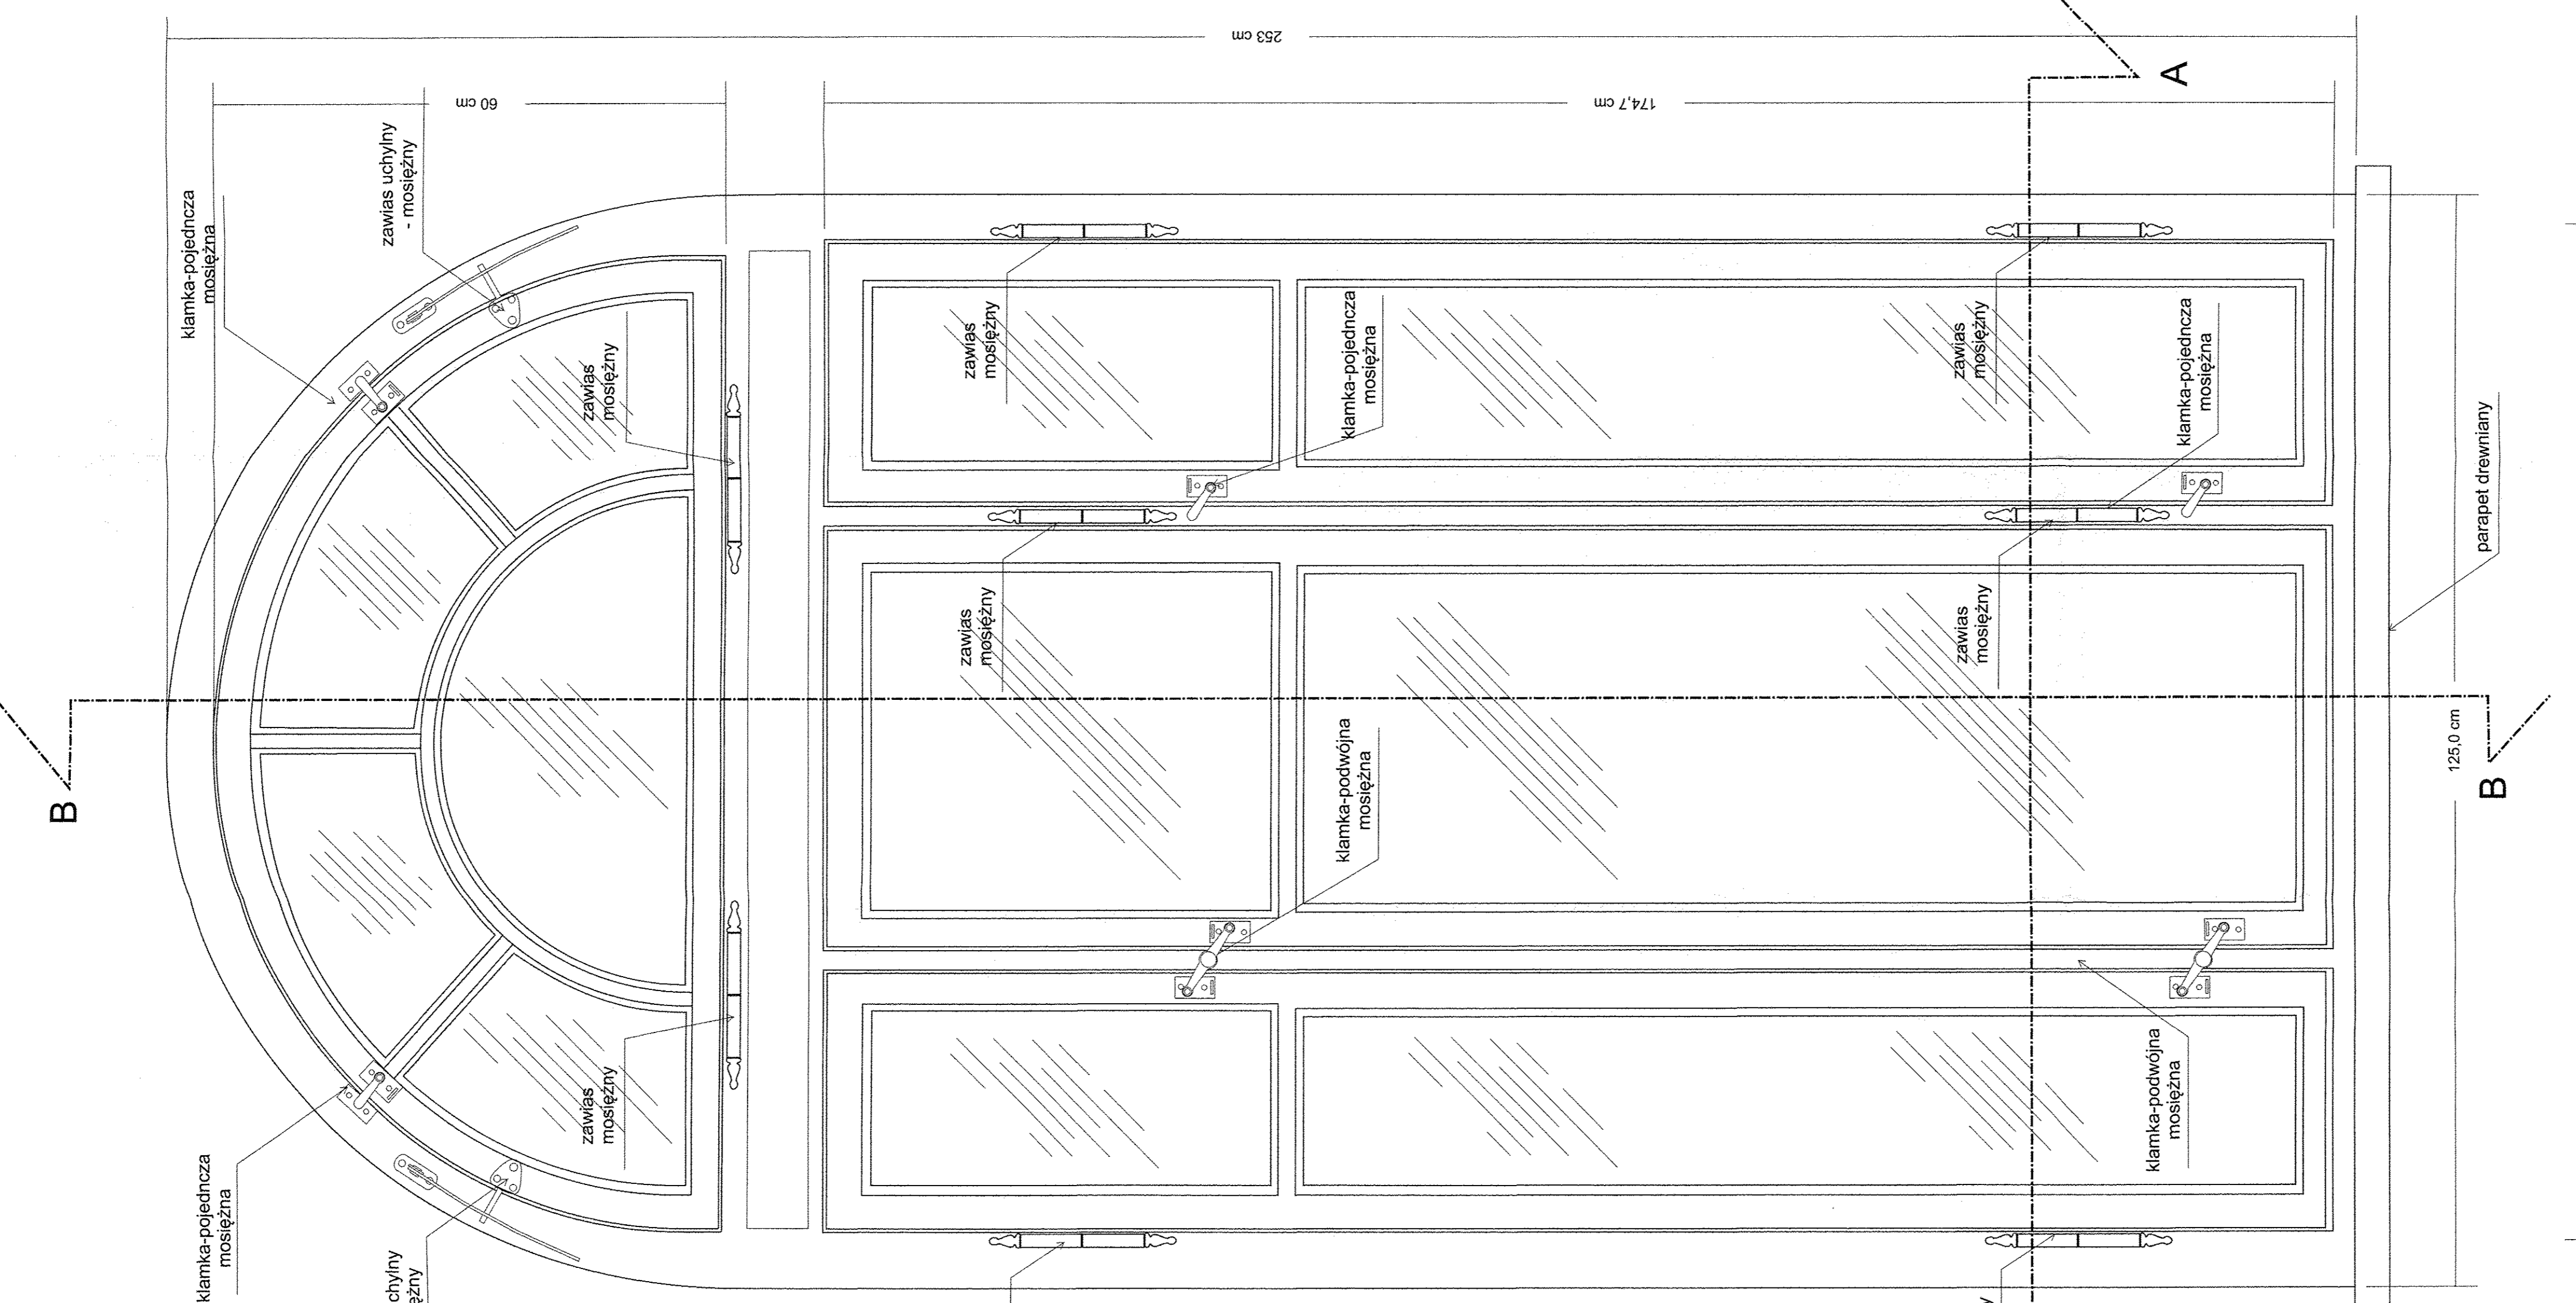 253 cm
60 cm
174,7 cm
A
klamka-pojedncza
mosiężna
zawias uchylny
- mosiężny
zawias
mosiężny
zawias
mosiężny
klamka-pojedncza
mosiężna
zawias
mosiężny
klamka-pojedncza
mosiężna
parapet drewniany
zawias
mosiężny
zawias
mosiężny
B
125,0 cm
B
klamka-podwójna
mosiężna
zawias
mosiężny
klamka-podwójna
mosiężna
klamka-pojedncza
mosiężna
chylny
ężny
y